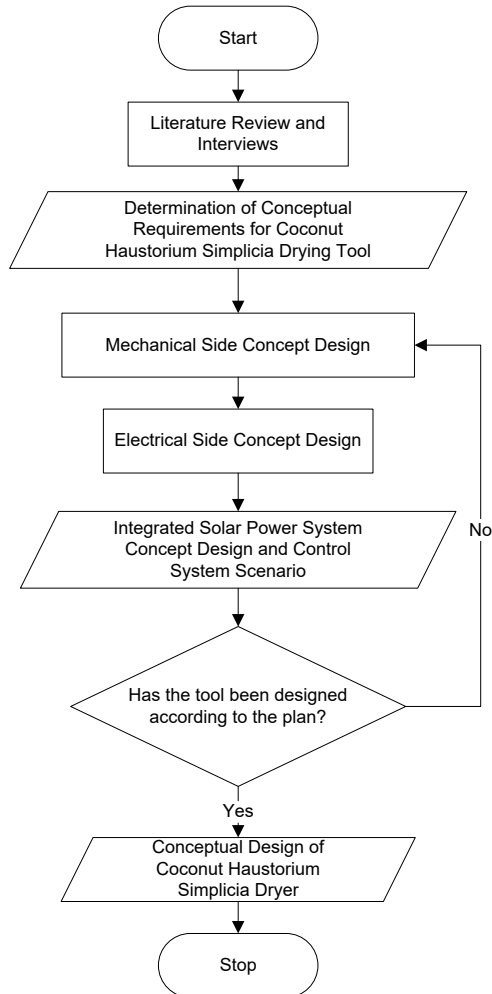 Start
Literature Review and
Interviews
Determination of Conceptual
Requirements for Coconut
Haustorium Simplicia Drying Tool
Mechanical Side Concept Design
Electrical Side Concept Design
Integrated Solar Power System
Concept Design and Control
System Scenario
No
Has the tool been designed
according to the plan?
Yes
Conceptual Design of
Coconut Haustorium
Simplicia Dryer
Stop